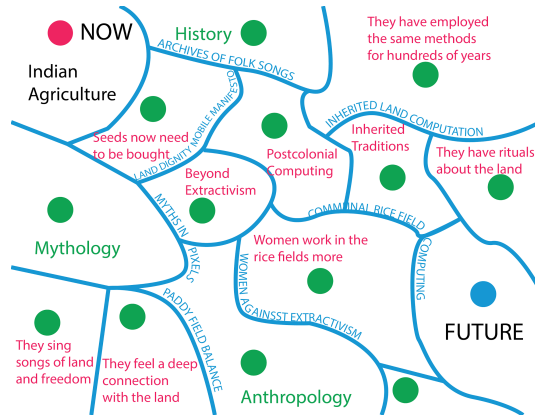 NOW
Indian
Agriculture
History
ARCHIVES OF FOLK SONGS
They have employed
the same methods
for hundreds of years
Seeds now need
to be bought
LAND DIGNITY MOBILE MANIFESTO
Postcolonial
Computing
INHERITED LAND COMPUTATION
Inherited
Traditions
They have rituals
about the land
Beyond
Extractivism
MYTHS IN
PIXELS
COMMUNAL RICE FIELD
COMPUTING
Mythology
Women work in the
rice fields more
WOMEN AGAINSST EXTRACTIVISM
PADDY FIELD BALANCE
FUTURE
They sing
songs of land
and freedom
They feel a deep
connection
with the land
Anthropology